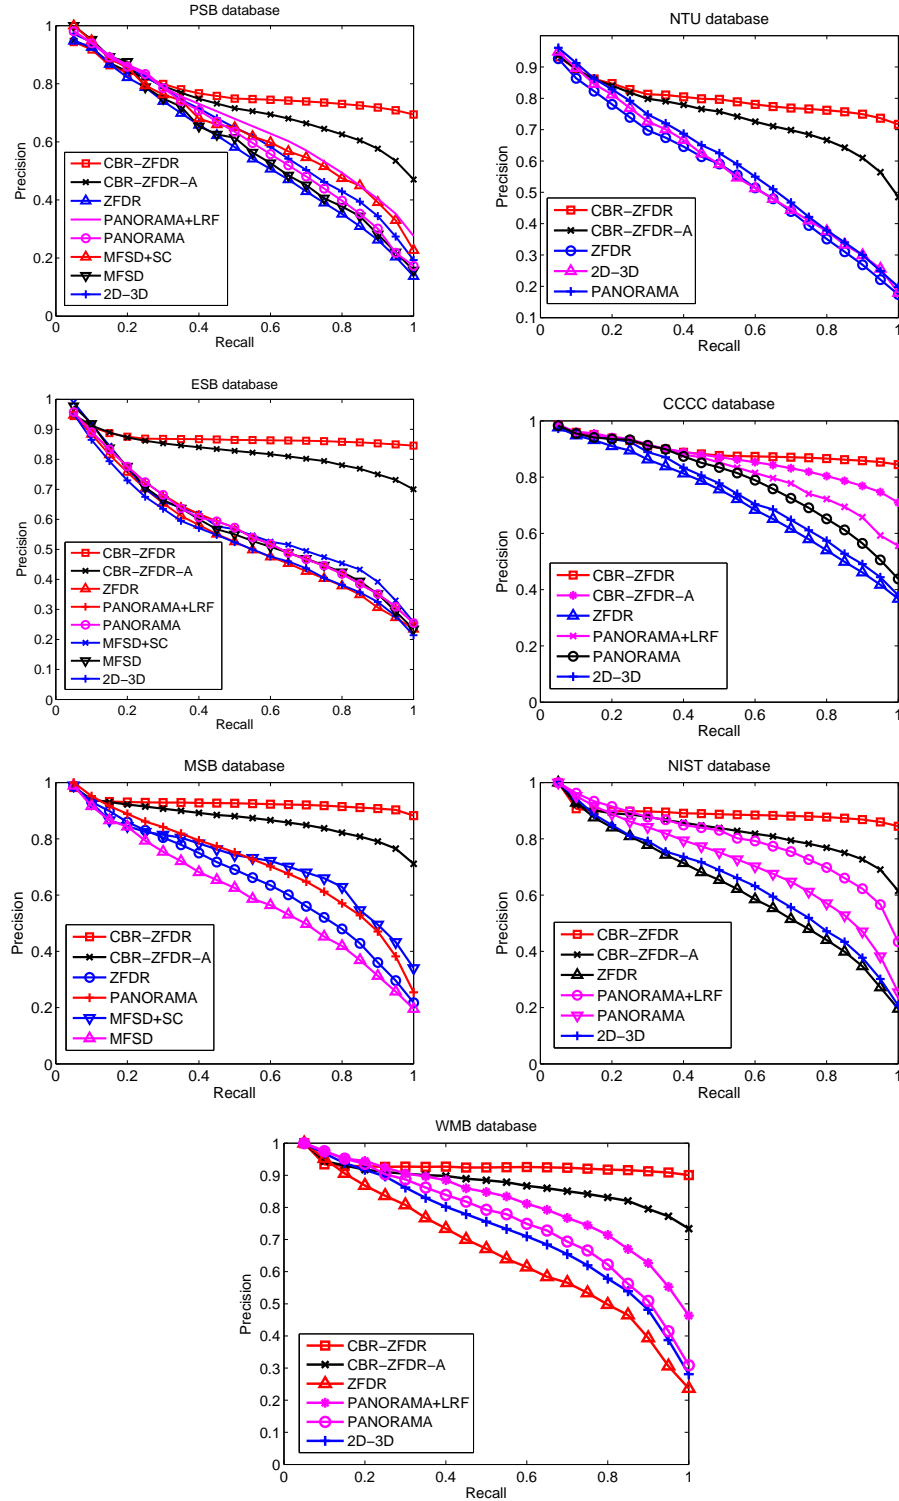 PSB database
1
0.8
0.6
0.4
0.2
0
Precision
CBR−ZFDR
CBR−ZFDR−A
ZFDR
PANORAMA+LRF
PANORAMA
MFSD+SC
MFSD
2D−3D
0 0.2 0.4 0.6 0.8 1
Recall
NTU database
0.9
0.8
0.7
0.6
0.5
0.4
0.3
0.2
0.1
Precision
CBR−ZFDR
CBR−ZFDR−A
ZFDR
2D−3D
PANORAMA
0 0.2 0.4 0.6 0.8 1
Recall
ESB database
1
0.9
0.8
0.7
0.6
0.5
0.4
0.3
0.2
0.1
0
Precision
CBR−ZFDR
CBR−ZFDR−A
ZFDR
PANORAMA+LRF
PANORAMA
MFSD+SC
MFSD
2D−3D
0 0.2 0.4 0.6 0.8 1
Recall
CCCC database
1
0.8
0.6
0.4
0.2
0
Precision
CBR−ZFDR
CBR−ZFDR−A
ZFDR
PANORAMA+LRF
PANORAMA
2D−3D
0 0.2 0.4 0.6 0.8 1
Recall
MSB database
1
0.8
0.6
0.4
0.2
0
Precision
CBR−ZFDR
CBR−ZFDR−A
ZFDR
PANORAMA
MFSD+SC
MFSD
0 0.2 0.4 0.6 0.8 1
Recall
NIST database
1
0.8
0.6
0.4
0.2
0
Precision
CBR−ZFDR
CBR−ZFDR−A
ZFDR
PANORAMA+LRF
PANORAMA
2D−3D
0 0.2 0.4 0.6 0.8 1
Recall
WMB database
1
0.9
0.8
0.7
0.6
0.5
0.4
0.3
0.2
0.1
0
Precision
CBR−ZFDR
CBR−ZFDR−A
ZFDR
PANORAMA+LRF
PANORAMA
2D−3D
0 0.2 0.4 0.6 0.8 1
Recall